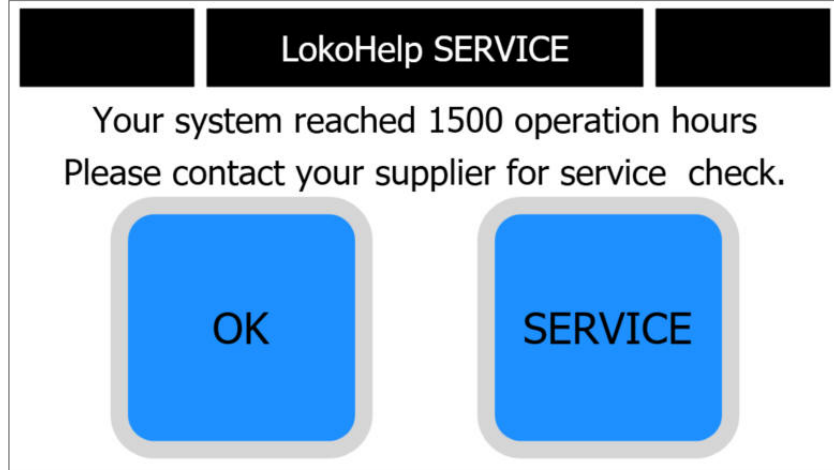 LokoHelp SERVICE
Your system reached 1500 operation hours
Please contact your supplier for service  check.
OK
SERVICE